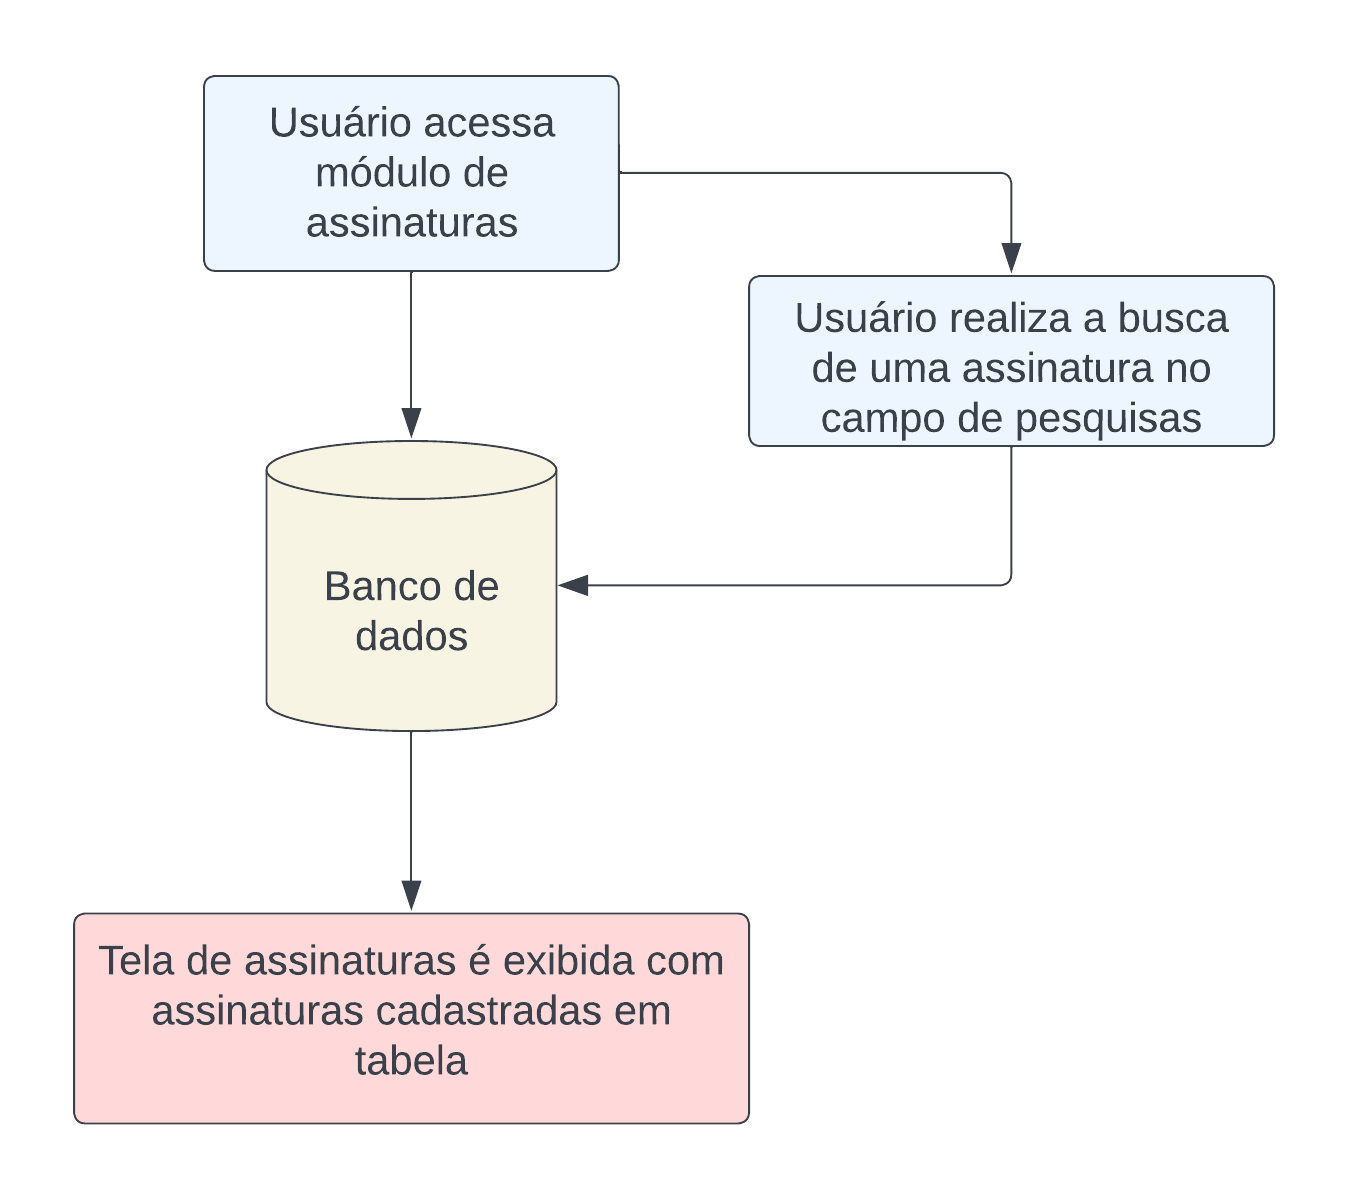 Usuário acessa
módulo de
assinaturas
Usuário realiza a busca
de uma assinatura no
campo de pesquisas
Banco de
dados
Tela de assinaturas é exibida com
assinaturas cadastradas em
tabela